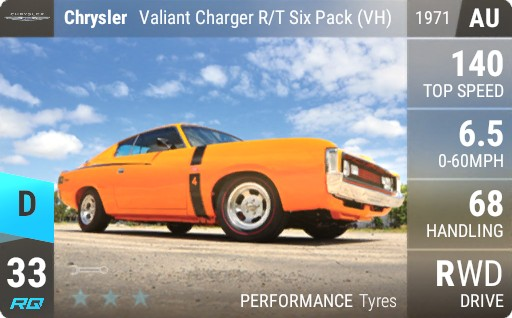 CHRYSLER
Chrysler Valiant Charger R/T Six Pack (VH) 1971 AU
140
TOP SPEED
6.5
0-60MPH
68
HANDLING
RWD
DRIVE
D
33
RQ
4
PERFORMANCE Tyres